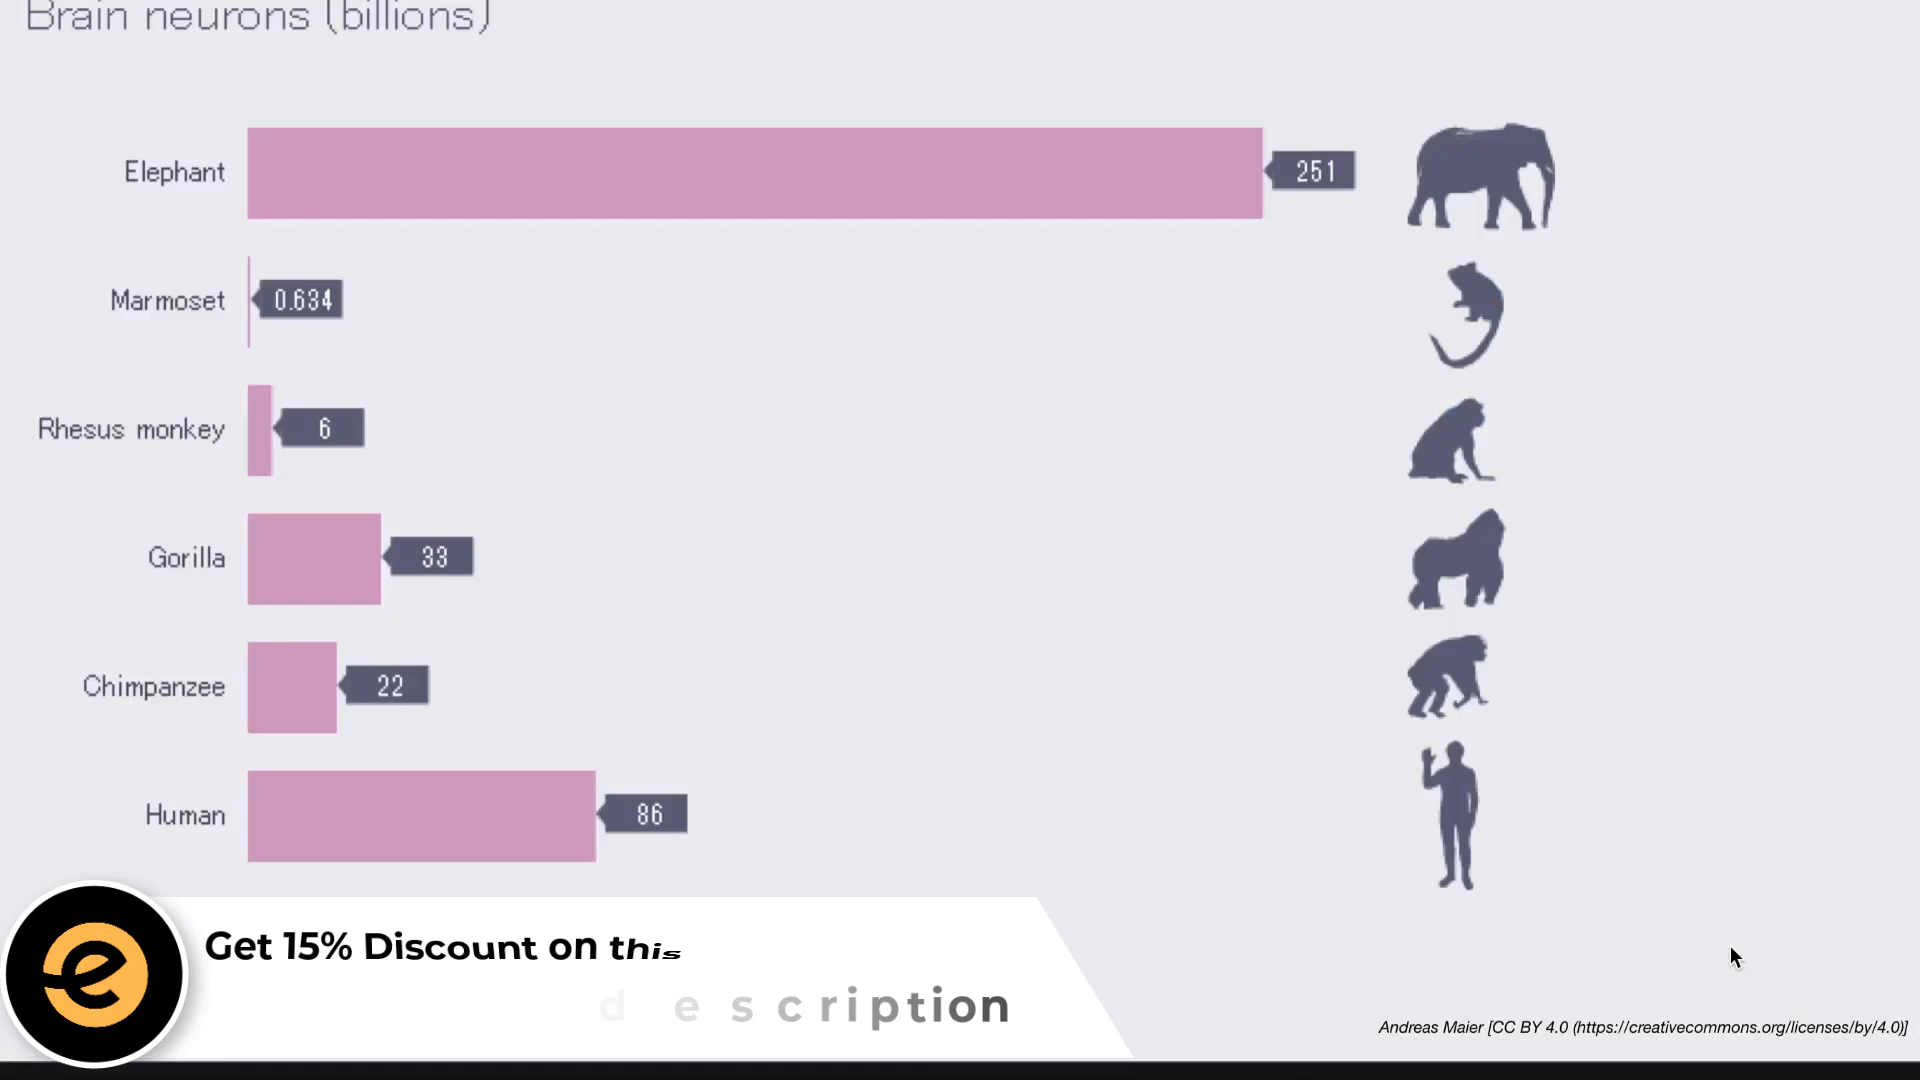 Brain neurons (billions)
Elephant 251
Marmoset 0.634
Rhesus monkey 6
Gorilla 33
Chimpanzee 22
Human 86
Get 15% Discount on this
description
Andreas Maier [CC BY 4.0 (https://creativecommons.org/licenses/by/4.0)]